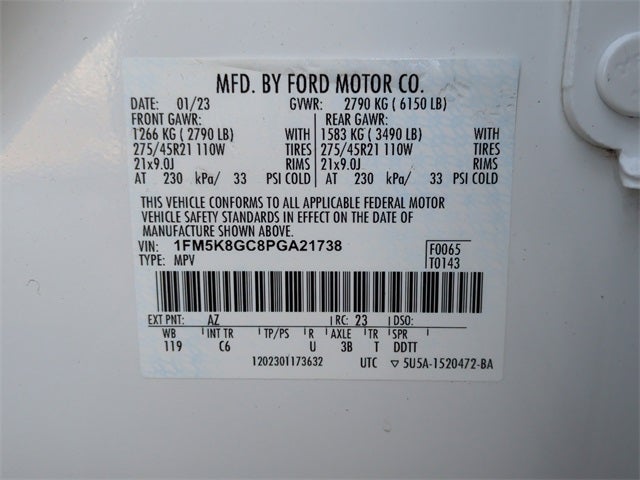 MFD. BY FORD MOTOR CO.
DATE: 01/23 GVWR: 2790 KG ( 6150 LB)
FRONT GAWR: REAR GAWR:
1266 KG ( 2790 LB) WITH 1583 KG ( 3490 LB) WITH
275/45R21 110W TIRES 275/45R21 110W TIRES
21x9.0J RIMS 21x9.0J RIMS
AT 230 kPa/ 33 PSI COLD AT 230 kPa/ 33 PSI COLD
THIS VEHICLE CONFORMS TO ALL APPLICABLE FEDERAL MOTOR
VEHICLE SAFETY STANDARDS IN EFFECT ON THE DATE OF
MANUFACTURE SHOWN ABOVE.
VIN: 1FM5K8GC8PGA21738 F0065
TYPE: MPV T0143
EXT PNT: AZ RC: 23 DSO:
WB INT TR TP/PS R AXLE TR SPR
119 C6 U 3B T DDTT
1202301173632 UTC ▽ 5U5A-1520472-BA